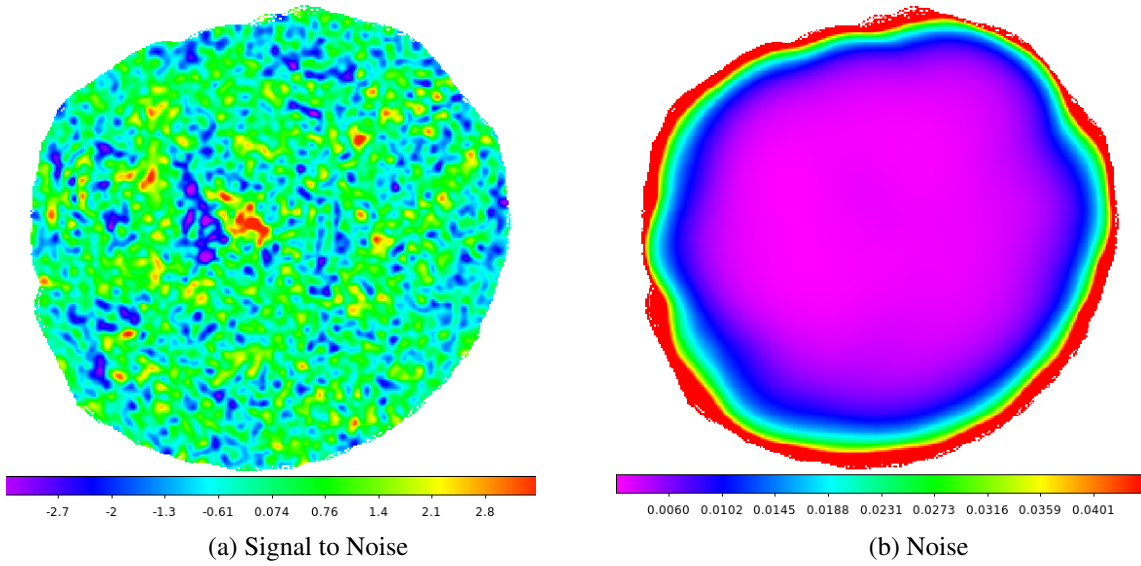 -2.7 -2 -1.3 -0.61 0.074 0.76 1.4 2.1 2.8
(a) Signal to Noise
0.0060 0.0102 0.0145 0.0188 0.0231 0.0273 0.0316 0.0359 0.0401
(b) Noise